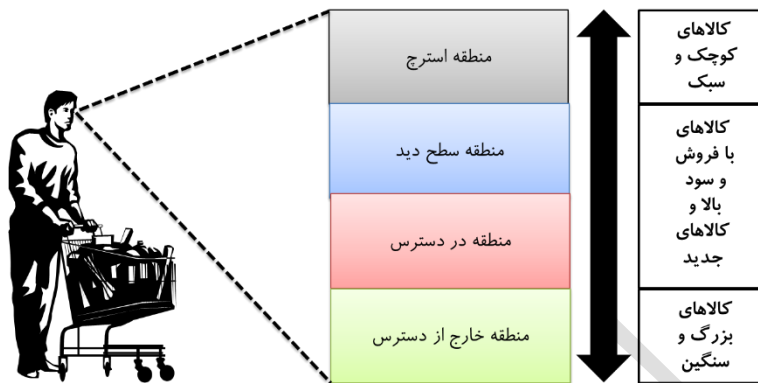 منطقه استرچ
منطقه سطح دید
منطقه در دسترس
منطقه خارج از دسترس
کالاهای
کوچک و
سبک
کالاهای
با فروش
و سود
بالا و
کالاهای
جدید
کالاهای
بزرگ و
سنگین